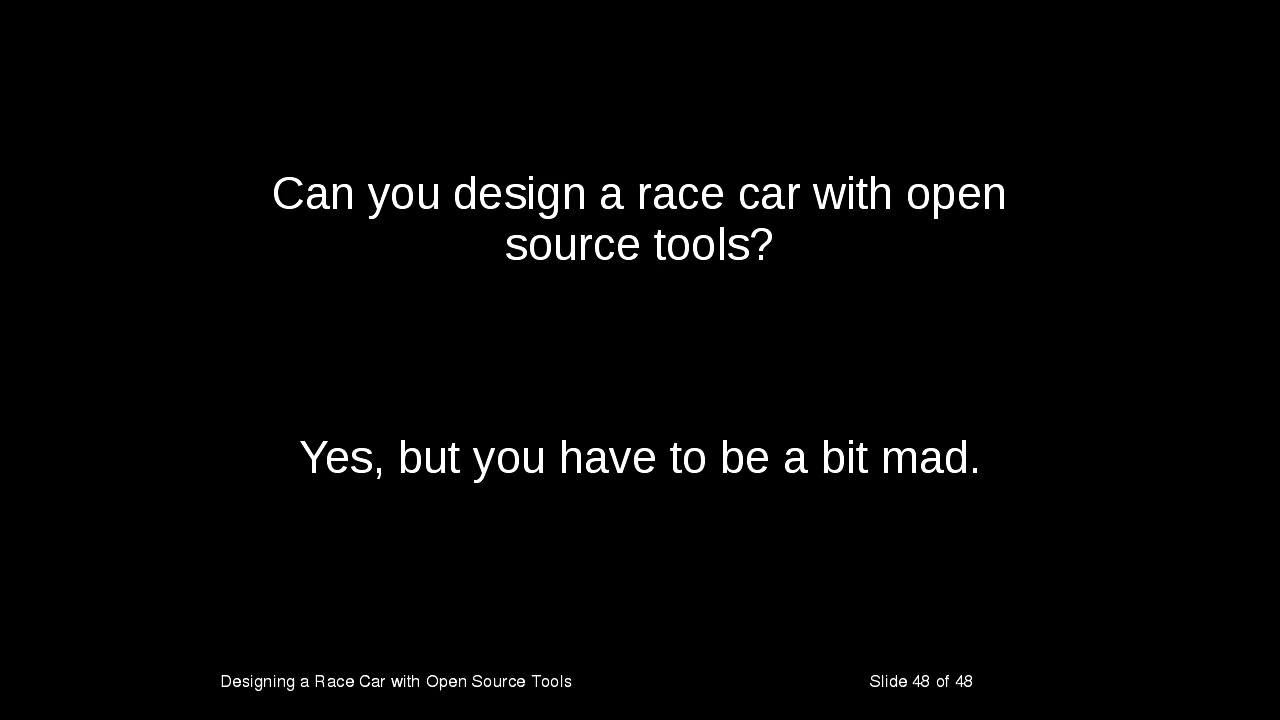 Can you design a race car with open
source tools?
Yes, but you have to be a bit mad.
Designing a Race Car with Open Source Tools
Slide 48 of 48